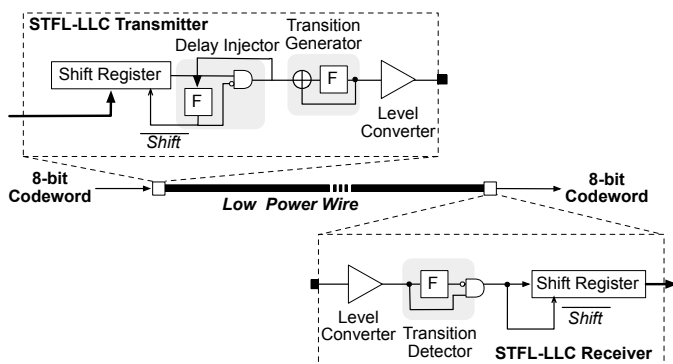 STFL-LLC Transmitter
Delay Injector
Transition
Generator
Shift Register
F
F
Shift
Level
Converter
8-bit
Codeword
Low Power Wire
8-bit
Codeword
F
Shift Register
Shift
Level
Converter
Transition
Detector
STFL-LLC Receiver